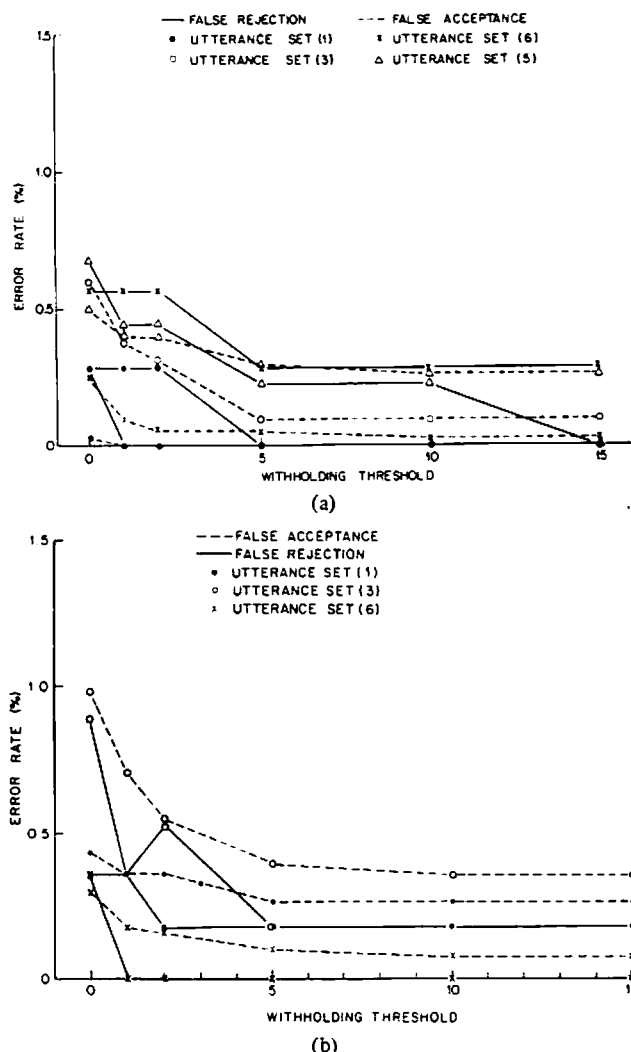 FALSE REJECTION FALSE ACCEPTANCE
UTTERANCE SET (1) UTTERANCE SET (6)
UTTERANCE SET (3) UTTERANCE SET (5)
1.5
1.0
0.5
0
ERROR RATE (%)
0 5 10 15
WITHHOLDING THRESHOLD
(a)
FALSE ACCEPTANCE
FALSE REJECTION
UTTERANCE SET (1)
UTTERANCE SET (3)
UTTERANCE SET (6)
1.5
1.0
0.5
0
ERROR RATE (%)
0 5 10 1
WITHHOLDING THRESHOLD
(b)